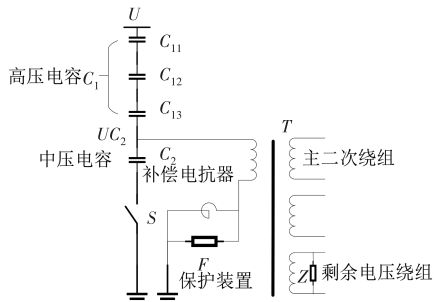 U
C11
高压电容C1
C12
C13
UC2
T
中压电容
C2
主二次绕组
补偿电抗器
S
F
Z
剩余电压绕组
保护装置